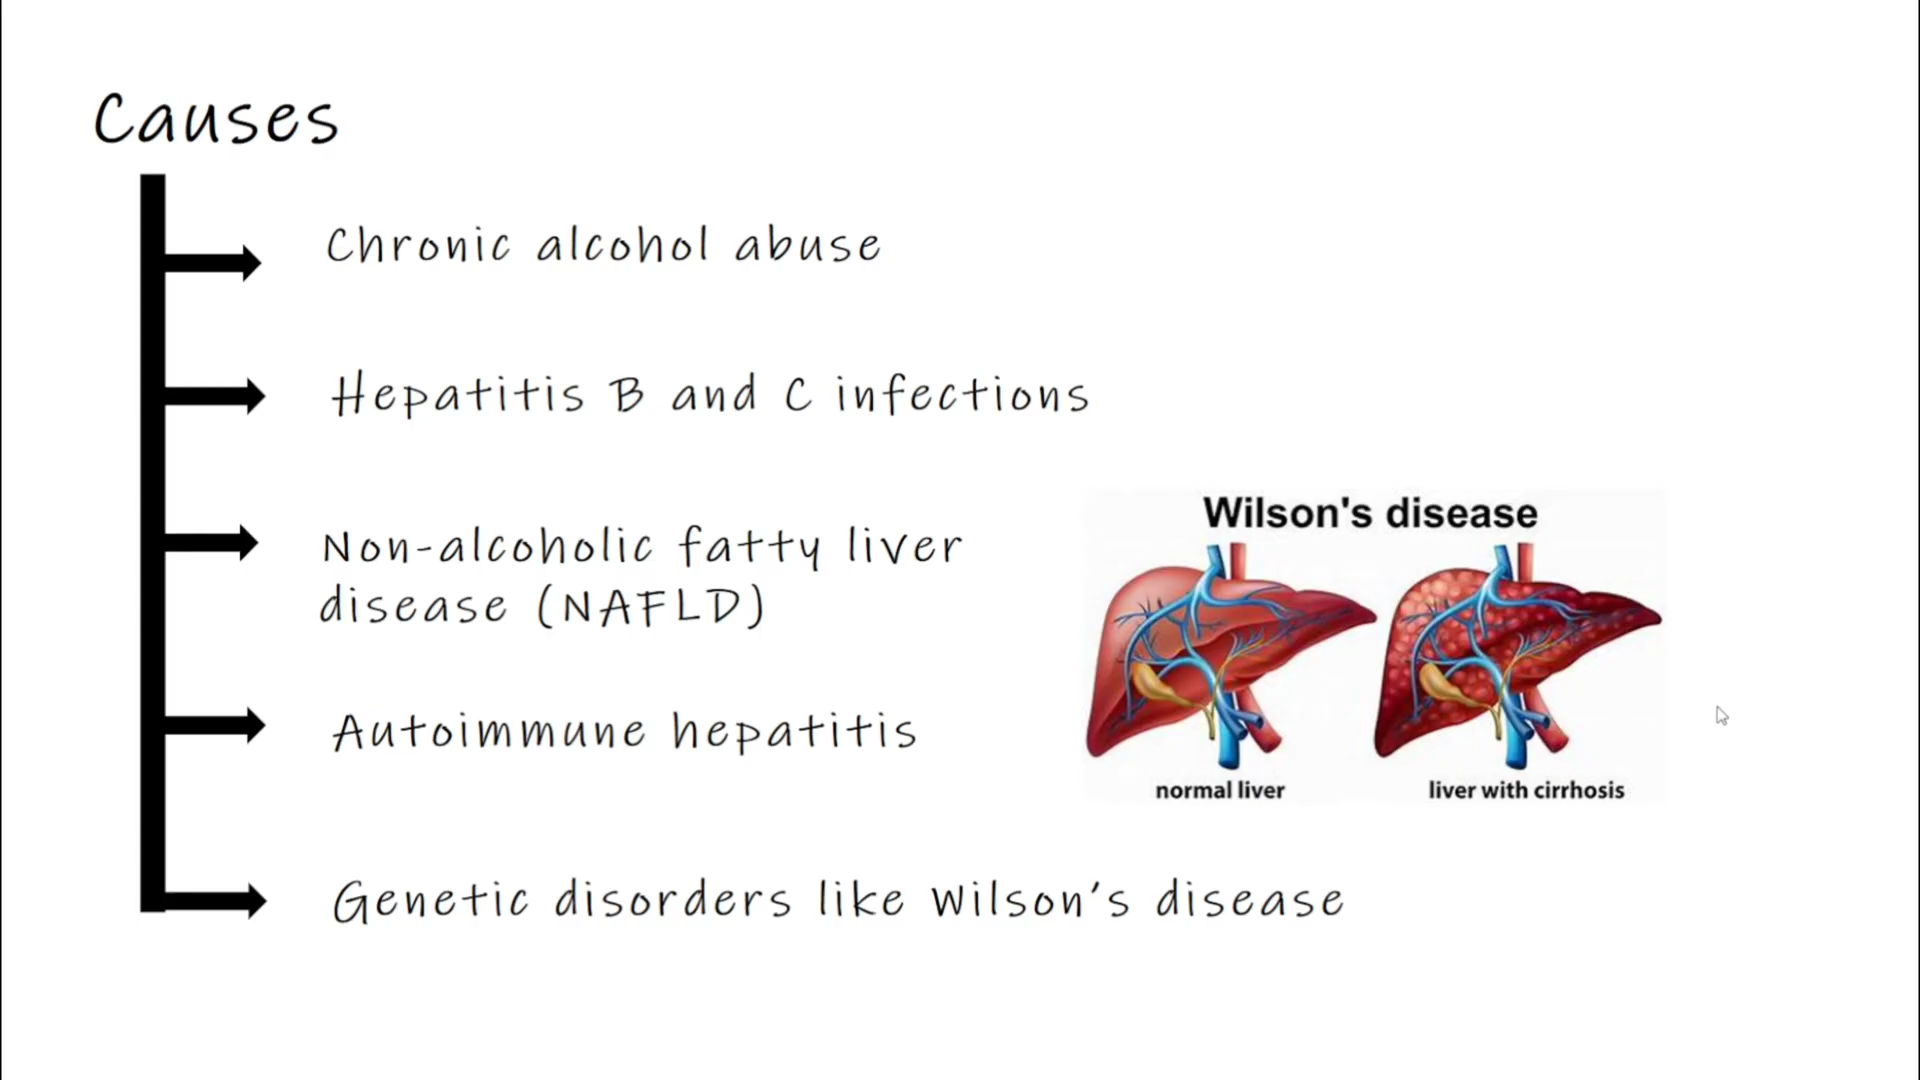 Causes
Chronic alcohol abuse
Hepatitis B and C infections
Non-alcoholic fatty liver
disease (NAFLD)
Autoimmune hepatitis
Genetic disorders like Wilson's disease
Wilson's disease
normal liver
liver with cirrhosis